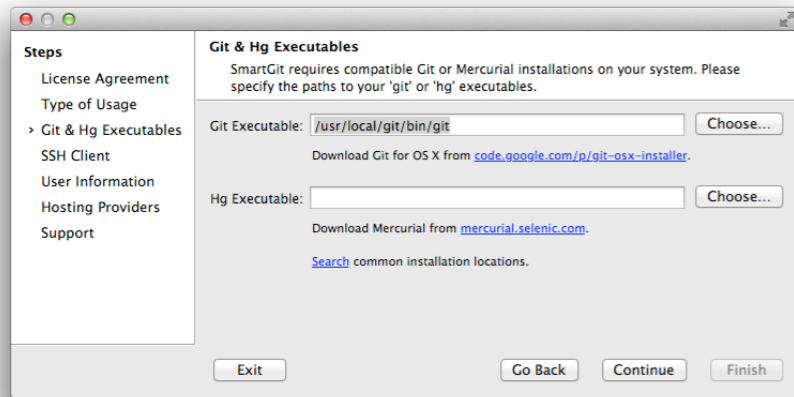 Steps
License Agreement
Type of Usage
› Git & Hg Executables
SSH Client
User Information
Hosting Providers
Support
Git & Hg Executables
SmartGit requires compatible Git or Mercurial installations on your system. Please
specify the paths to your 'git' or 'hg' executables.
Git Executable: /usr/local/git/bin/git Choose...
Download Git for OS X from code.google.com/p/git-osx-installer.
Hg Executable: Choose...
Download Mercurial from mercurial.selenic.com.
Search common installation locations.
Exit Go Back Continue Finish